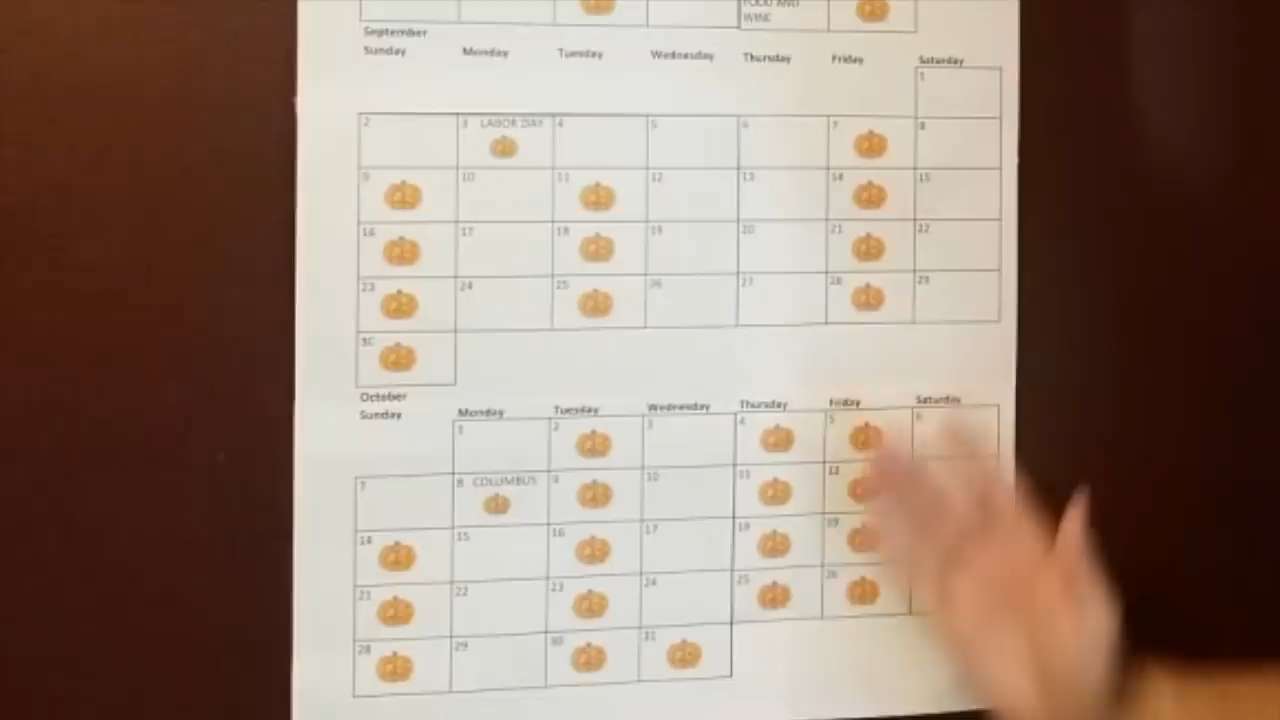 FOOD AND
WINE
September
Sunday Monday Tuesday Wednesday Thursday Friday Saturday
1
2 3 LABOR DAY 4 5 6 7 8
9 10 11 12 13 14 15
16 17 18 19 20 21 22
23 24 25 26 27 28 29
30
October
Sunday Monday Tuesday Wednesday Thursday Friday Saturday
1 2 3 4 5 6
7 8 COLUMBUS 9 10 11 12
14 15 16 17 18 19
21 22 23 24 25 26
28 29 30 31